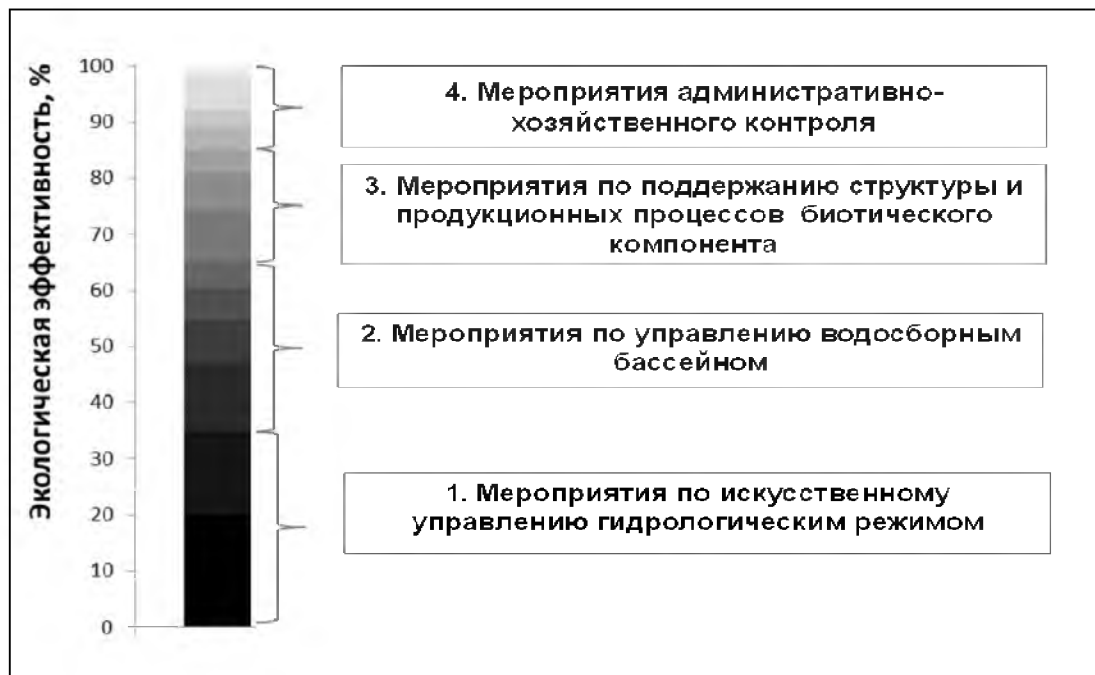 Экологическая эффективность, %
100
90
80
70
60
50
40
30
20
10
0
4. Мероприятия административно-
хозяйственного контроля
3. Мероприятия по поддержанию структуры и
продукционных процессов биотического
компонента
2. Мероприятия по управлению водосборным
бассейном
1. Мероприятия по искусственному
управлению гидрологическим режимом